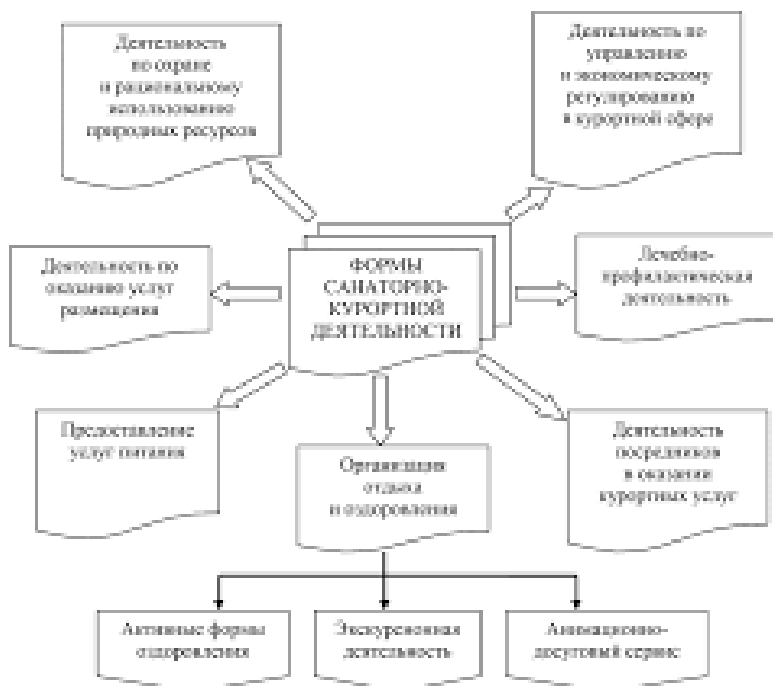 Деятельность
по охране
и рациональному
использованию
природных ресурсов
Деятельность по
управлению
и экономическому
регулированию
в курортной сфере
Деятельность по
оказанию услуг
размещения
ФОРМЫ
САНАТОРНО-
КУРОРТНОЙ
ДЕЯТЕЛЬНОСТИ
Лечебно-
профилактическая
деятельность
Предоставление
услуг питания
Организация
отдыха
и оздоровления
Деятельность
посредников
в оказании
курортных услуг
Активные формы
оздоровления
Экскурсионная
деятельность
Анимационно-
досуговый сервис